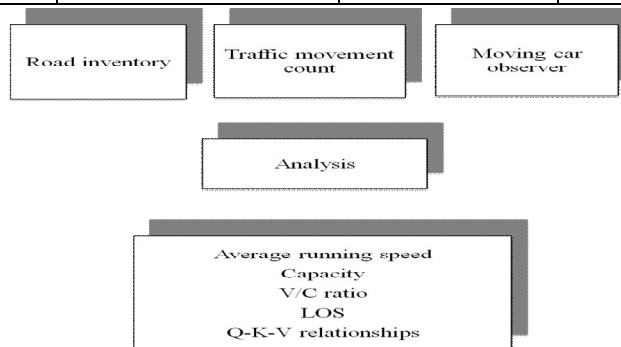 Road inventory
Traffic movement
count
Moving car
observer
Analysis
Average running speed
Capacity
V/C ratio
LOS
Q-K-V relationships